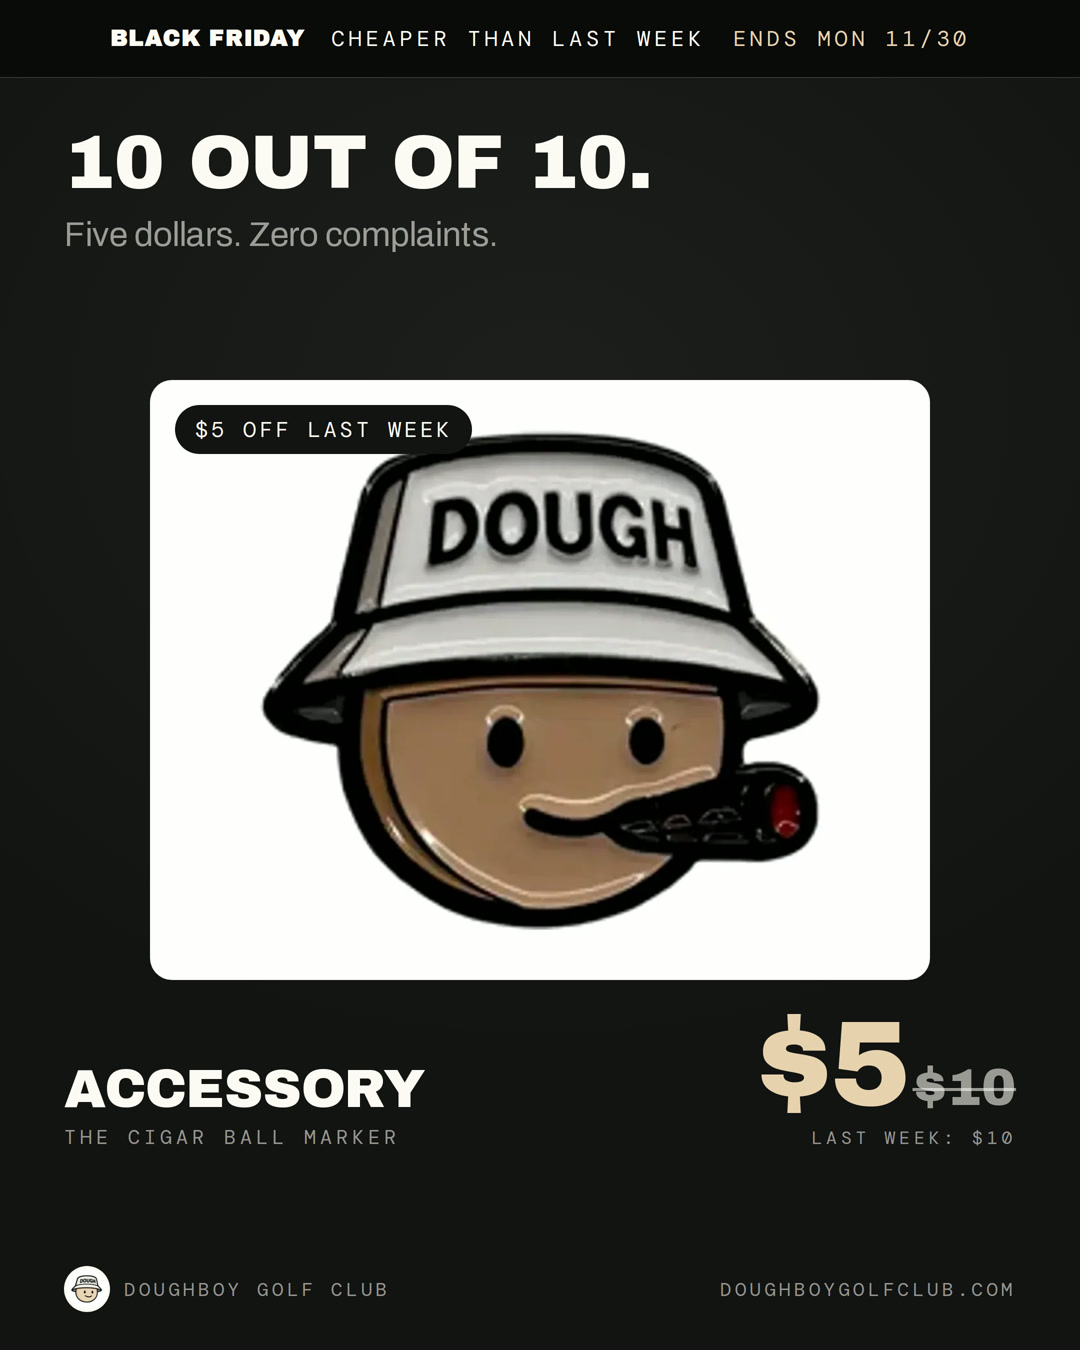 BLACK FRIDAY CHEAPER THAN LAST WEEK ENDS MON 11/30
10 OUT OF 10.
Five dollars. Zero complaints.
$5 OFF LAST WEEK
DOUGH
ACCESSORY
$5 $10
THE CIGAR BALL MARKER
LAST WEEK: $10
DOUGH
DOUGHBOY GOLF CLUB
DOUGHBOYGOLFCLUB.COM